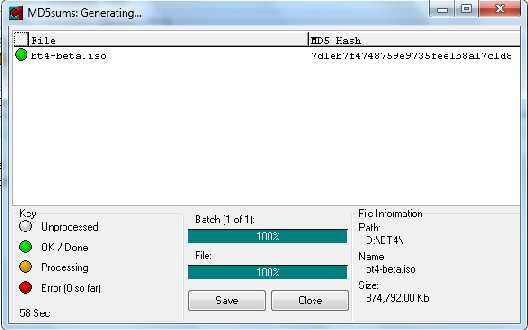 MD5sums: Generating...
File MD5 Hash
bt4-beta.iso
Key
Unprocessed
OK / Done
Processing
Error (0 so far)
58 Sec
Batch (1 of 1):
100%
File:
100%
Save Close
File Information
Path:
D:\BT4\
Name
bt4-beta.iso
Size:
874,792.00 Kb